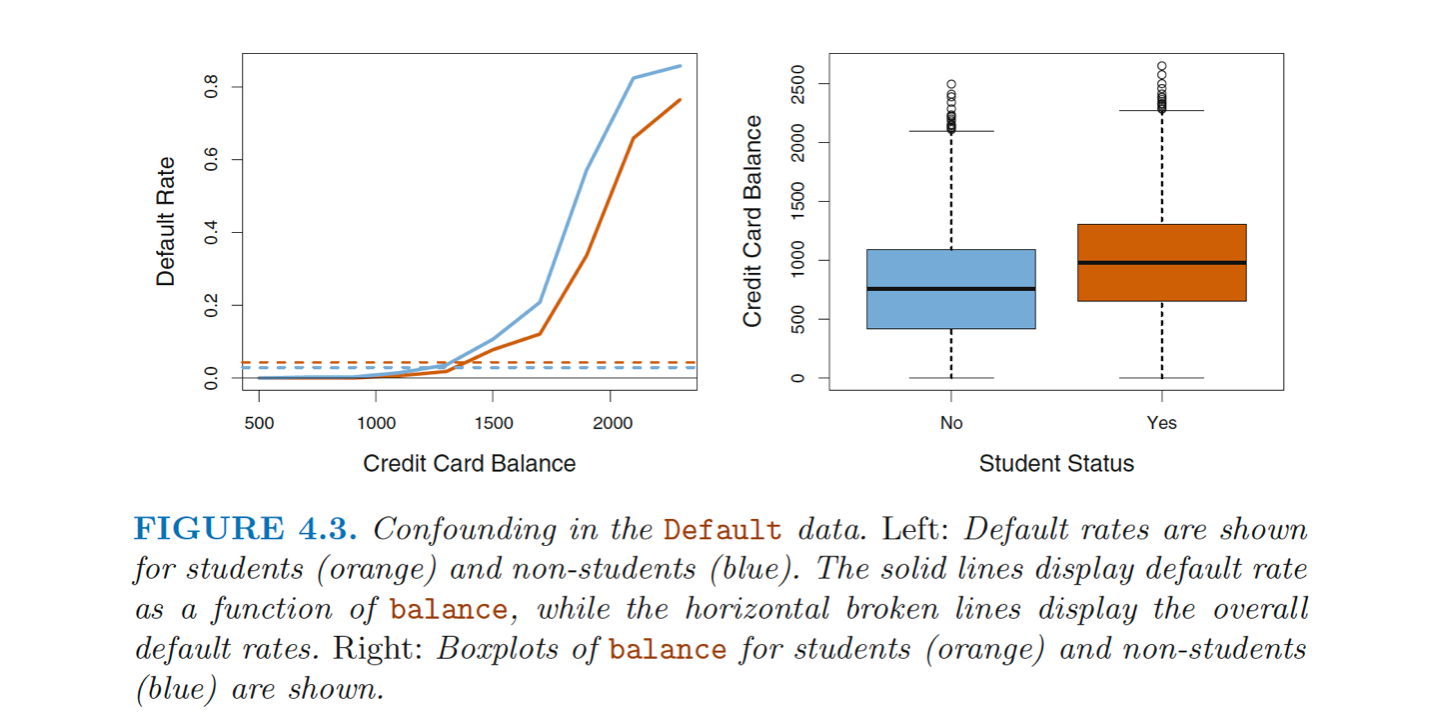 Default Rate
0.0
0.2
0.4
0.6
0.8
500
1000
1500
2000
Credit Card Balance
Credit Card Balance
0
500
1000
1500
2000
2500
No
Yes
Student Status
FIGURE 4.3. Confounding in the Default data. Left: Default rates are shown
for students (orange) and non-students (blue). The solid lines display default rate
as a function of balance, while the horizontal broken lines display the overall
default rates. Right: Boxplots of balance for students (orange) and non-students
(blue) are shown.